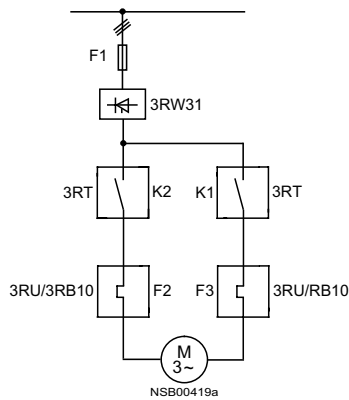 F1
3RW31
3RT K2 K1 3RT
3RU/3RB10 F2 F3 3RU/RB10
M
3~
NSB00419a